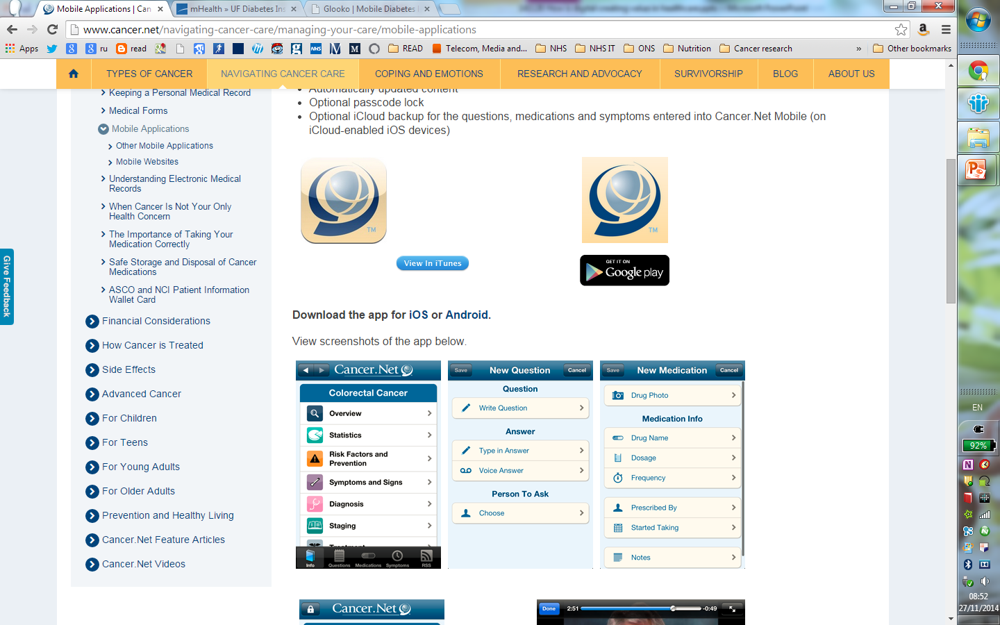 Mobile Applications | Can
mHealth » UF Diabetes Ins
Glooko | Mobile Diabetes
www.cancer.net/navigating-cancer-care/managing-your-care/mobile-applications
Apps
ru
read
READ
Telecom, Media and...
NHS
NHS IT
ONS
Nutrition
Cancer research
»
Other bookmarks
TYPES OF CANCER
NAVIGATING CANCER CARE
COPING AND EMOTIONS
RESEARCH AND ADVOCACY
SURVIVORSHIP
BLOG
ABOUT US
Keeping a Personal Medical Record
Medical Forms
Mobile Applications
Other Mobile Applications
Mobile Websites
Understanding Electronic Medical
Records
When Cancer Is Not Your Only
Health Concern
The Importance of Taking Your
Medication Correctly
Safe Storage and Disposal of Cancer
Medications
ASCO and NCI Patient Information
Wallet Card
Financial Considerations
How Cancer is Treated
Side Effects
Advanced Cancer
For Children
For Teens
For Young Adults
For Older Adults
Prevention and Healthy Living
Cancer.Net Feature Articles
Cancer.Net Videos
Give Feedback
Automatically updated content
Optional passcode lock
Optional iCloud backup for the questions, medications and symptoms entered into Cancer.Net Mobile (on
iCloud-enabled iOS devices)
TM
TM
View In iTunes
GET IT ON
Google play
Download the app for iOS or Android.
View screenshots of the app below.
Cancer.Net
Colorectal Cancer
Overview
Statistics
Risk Factors and
Prevention
Symptoms and Signs
Diagnosis
Staging
Treatment
Info
Questions
Medications
Symptoms
RSS
Save
New Question
Cancel
Question
Write Question
Answer
Type in Answer
Voice Answer
Person To Ask
Choose
Save
New Medication
Cancel
Drug Photo
Medication Info
Drug Name
Dosage
Frequency
Prescribed By
Started Taking
Notes
Cancer.Net
Done
2:51
-0:49
EN
92%
08:52
27/11/2014